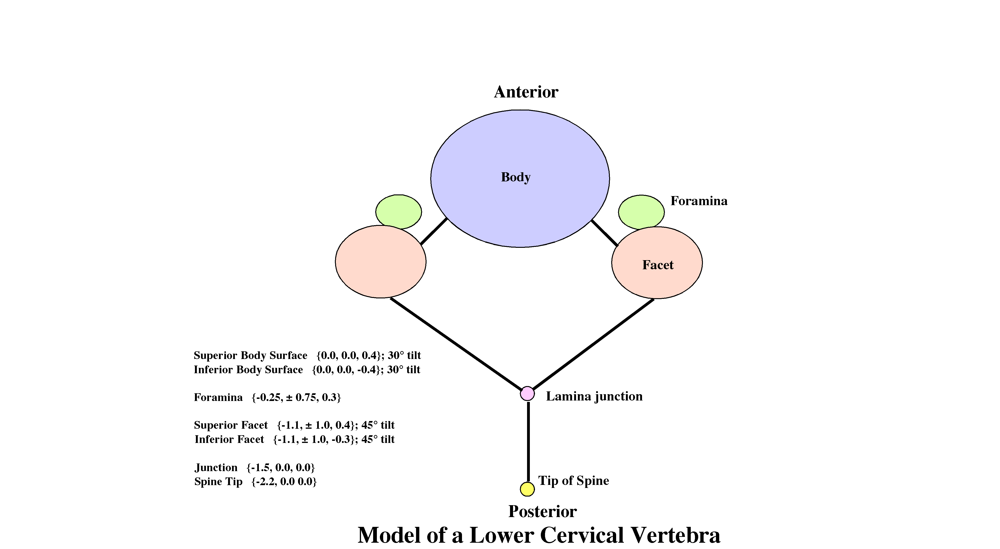 Anterior
Body
Foramina
Facet
Superior Body Surface {0.0, 0.0, 0.4}; 30° tilt
Inferior Body Surface {0.0, 0.0, -0.4}; 30° tilt
Foramina {-0.25, ± 0.75, 0.3}
Lamina junction
Superior Facet {-1.1, ± 1.0, 0.4}; 45° tilt
Inferior Facet {-1.1, ± 1.0, -0.3}; 45° tilt
Junction {-1.5, 0.0, 0.0}
Spine Tip {-2.2, 0.0 0.0}
Tip of Spine
Posterior
Model of a Lower Cervical Vertebra